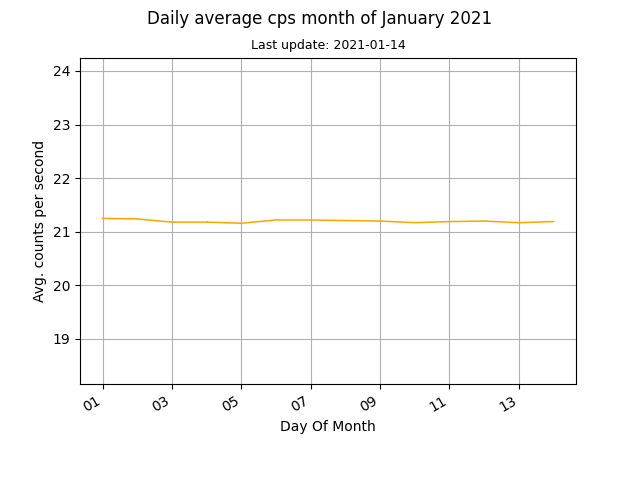 Daily average cps month of January 2021
Last update: 2021-01-14
24
23
22
21
20
19
Avg. counts per second
01 03 05 07 09 11 13
Day Of Month